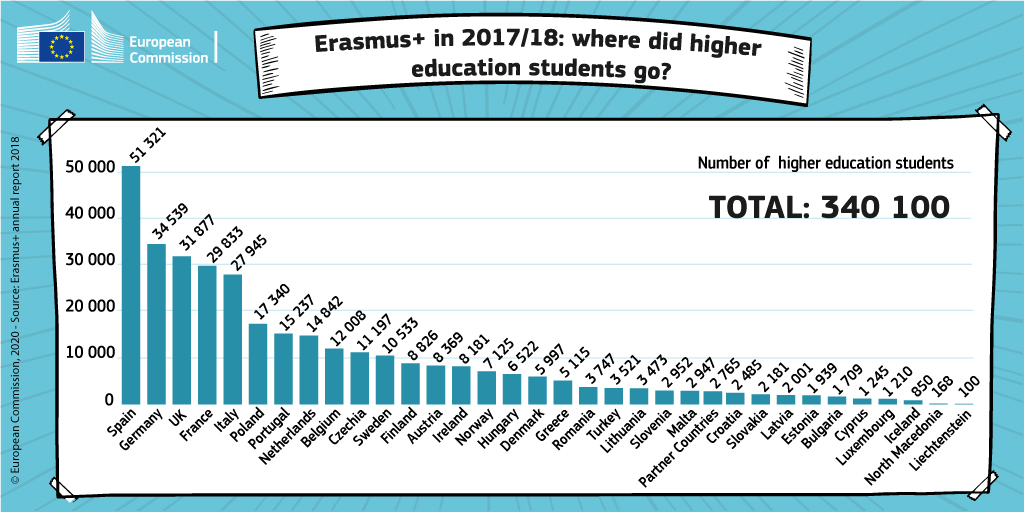 European
Commission
Erasmus+ in 2017/18: where did higher
education students go?
© European Commission, 2020 - Source: Erasmus+ annual report 2018
Number of higher education students
TOTAL: 340 100
50 000
40 000
30 000
20 000
10 000
0
51 321
34 539
31 877
29 833
27 945
17 340
15 237
14 842
12 008
11 197
10 533
8 826
8 369
8 181
7 125
6 522
5 997
5 115
3 747
3 521
3 473
2 952
2 947
2 765
2 485
2 181
2 001
1 939
1 709
1 245
1 210
850
168
100
Spain
Germany
UK
France
Italy
Poland
Portugal
Netherlands
Belgium
Czechia
Sweden
Finland
Austria
Ireland
Norway
Hungary
Denmark
Greece
Romania
Turkey
Lithuania
Slovenia
Malta
Partner Countries
Croatia
Slovakia
Latvia
Estonia
Bulgaria
Cyprus
Luxembourg
Iceland
North Macedonia
Liechtenstein